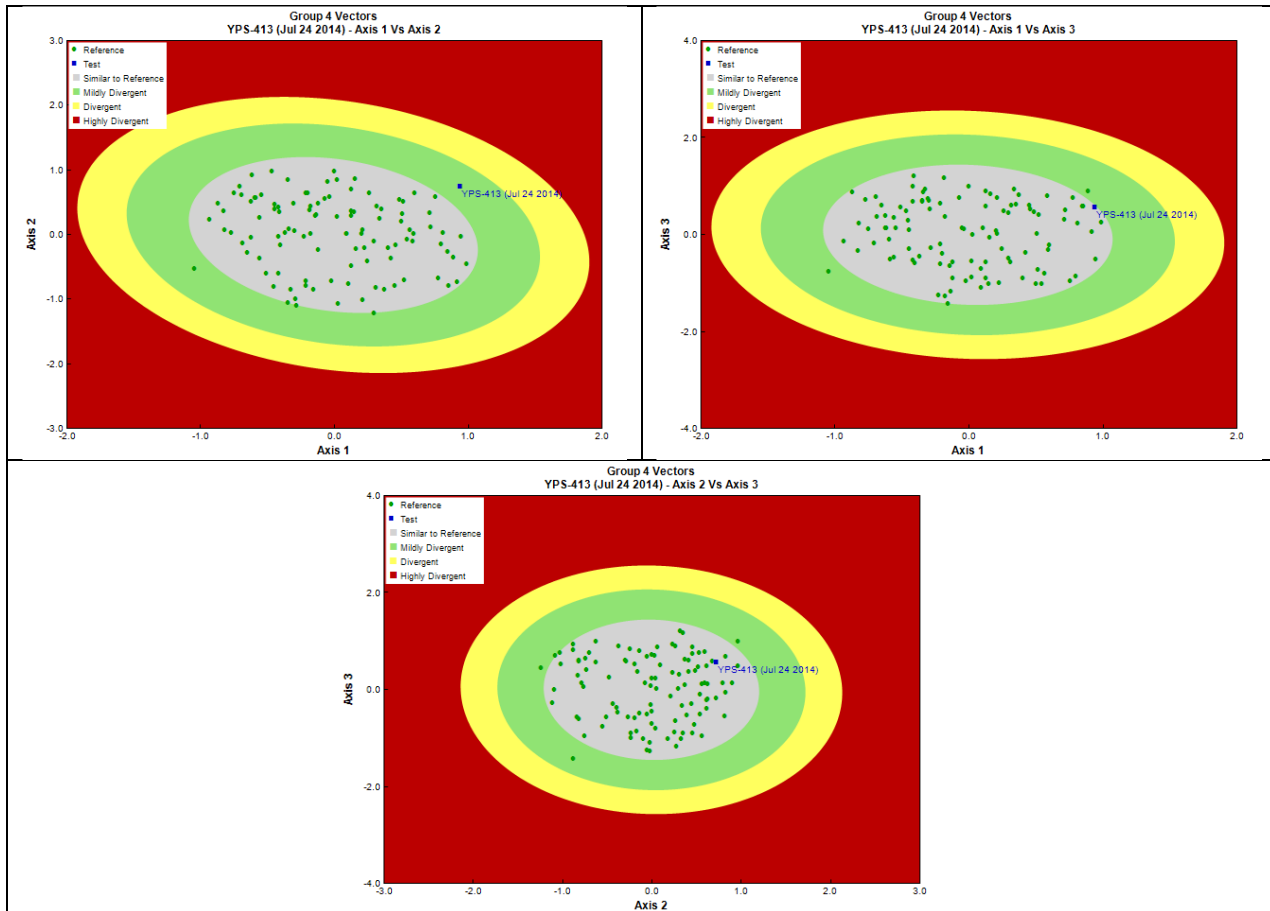 Group 4 Vectors
YPS-413 (Jul 24 2014) - Axis 1 Vs Axis 2
3.0
2.0
1.0
0.0
-1.0
-2.0
-3.0
Axis 2
Reference
Test
Similar to Reference
Mildly Divergent
Divergent
Highly Divergent
YPS-413 (Jul 24 2014)
-2.0 -1.0 0.0 1.0 2.0
Axis 1
Group 4 Vectors
YPS-413 (Jul 24 2014) - Axis 1 Vs Axis 3
4.0
2.0
0.0
-2.0
-4.0
Axis 3
Reference
Test
Similar to Reference
Mildly Divergent
Divergent
Highly Divergent
YPS-413 (Jul 24 2014)
-2.0 -1.0 0.0 1.0 2.0
Axis 1
Group 4 Vectors
YPS-413 (Jul 24 2014) - Axis 2 Vs Axis 3
4.0
2.0
0.0
-2.0
-4.0
Axis 3
Reference
Test
Similar to Reference
Mildly Divergent
Divergent
Highly Divergent
YPS-413 (Jul 24 2014)
-3.0 -2.0 -1.0 0.0 1.0 2.0 3.0
Axis 2